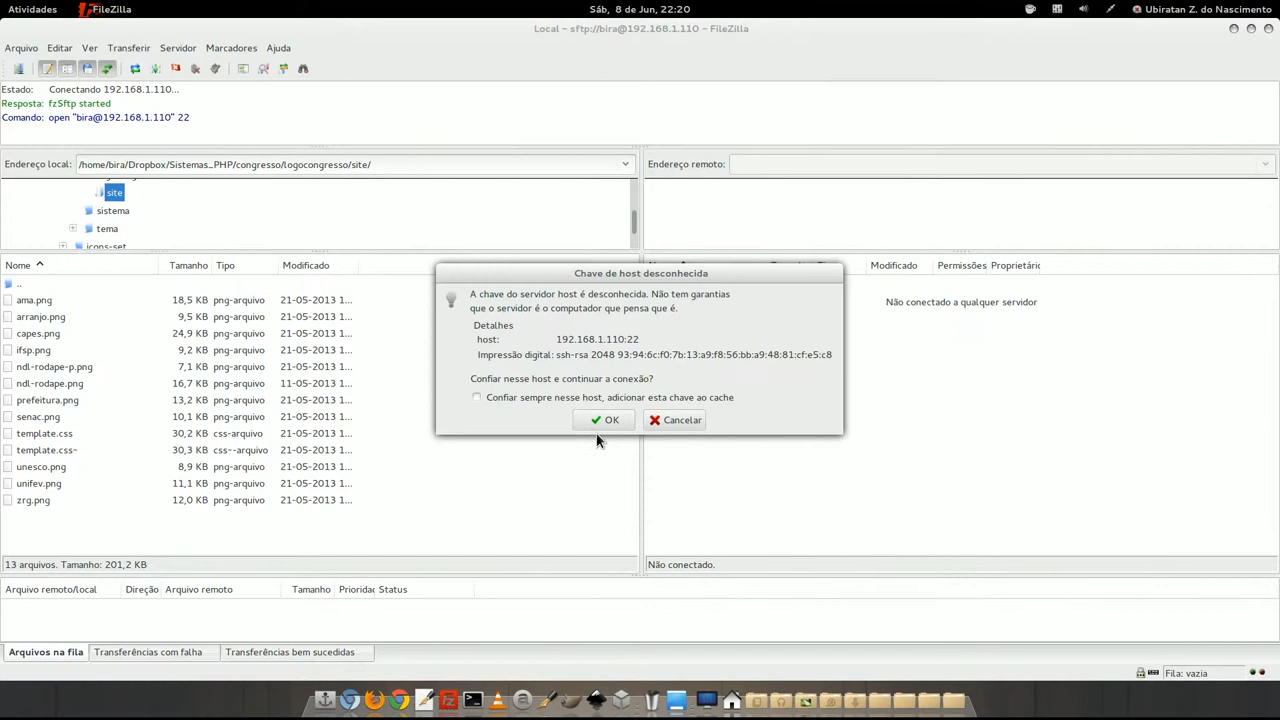 Atividades FileZilla Sáb, 8 de Jun, 22:20 Ubiratan Z. do Nascimento
Local - sftp://bira@192.168.1.110 - FileZilla
Arquivo Editar Ver Transferir Servidor Marcadores Ajuda
Estado: Conectando 192.168.1.110...
Resposta: fzSftp started
Comando: open "bira@192.168.1.110" 22
Endereço local: /home/bira/Dropbox/Sistemas_PHP/congresso/logocongresso/site/
Endereço remoto:
site
sistema
tema
icons-set
Nome Tamanho Tipo Modificado
..
ama.png 18,5 KB png-arquivo 21-05-2013 1...
arranjo.png 9,5 KB png-arquivo 21-05-2013 1...
capes.png 24,9 KB png-arquivo 21-05-2013 1...
ifsp.png 9,2 KB png-arquivo 21-05-2013 1...
ndl-rodape-p.png 7,1 KB png-arquivo 21-05-2013 1...
ndl-rodape.png 16,7 KB png-arquivo 11-05-2013 1...
prefeitura.png 13,2 KB png-arquivo 21-05-2013 1...
senac.png 10,1 KB png-arquivo 21-05-2013 1...
template.css 30,2 KB css-arquivo 21-05-2013 1...
template.css~ 30,3 KB css~-arquivo 21-05-2013 1...
unesco.png 8,9 KB png-arquivo 21-05-2013 1...
unifev.png 11,1 KB png-arquivo 21-05-2013 1...
zrg.png 12,0 KB png-arquivo 21-05-2013 1...
13 arquivos. Tamanho: 201,2 KB
Modificado Permissões Proprietáric
Não conectado a qualquer servidor
Não conectado.
Chave de host desconhecida
A chave do servidor host é desconhecida. Não tem garantias
que o servidor é o computador que pensa que é.
Detalhes
host: 192.168.1.110:22
Impressão digital: ssh-rsa 2048 93:94:6c:f0:7b:13:a9:f8:56:bb:a9:48:81:cf:e5:c8
Confiar nesse host e continuar a conexão?
Confiar sempre nesse host, adicionar esta chave ao cache
OK Cancelar
Arquivo remoto/local Direção Arquivo remoto Tamanho Prioridac Status
Arquivos na fila Transferências com falha Transferências bem sucedidas
Fila: vazia